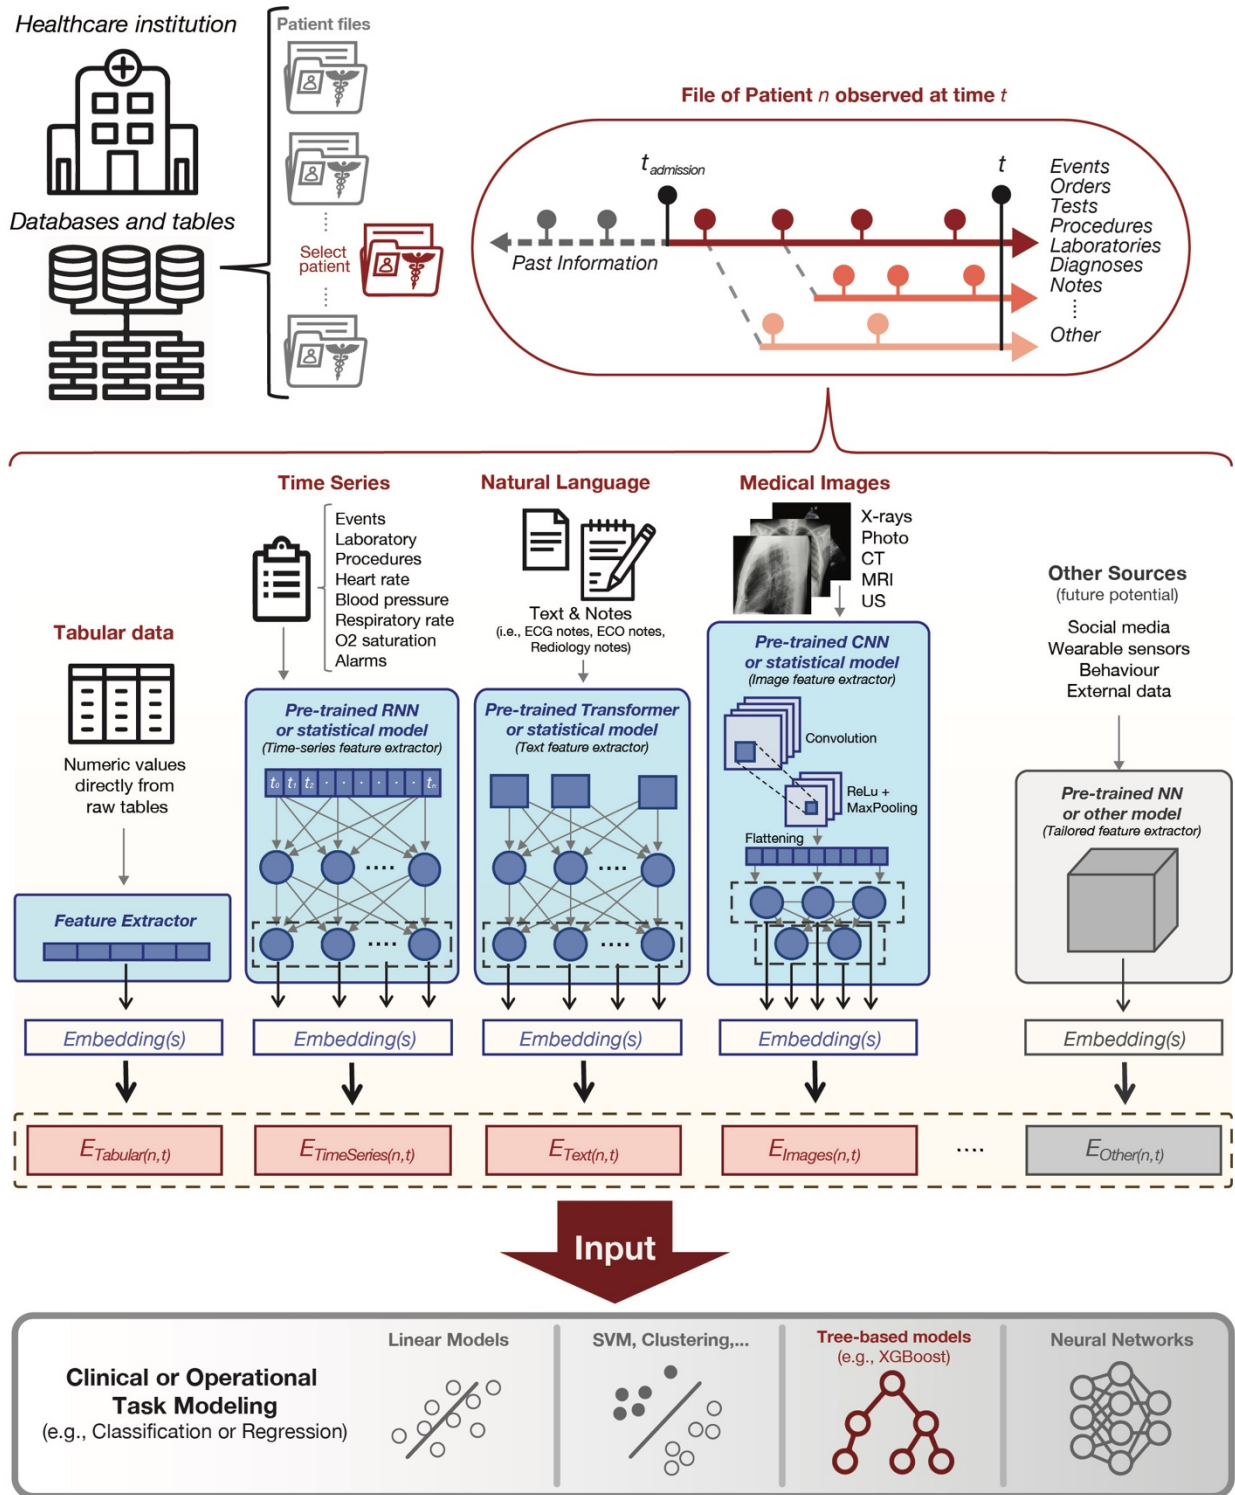 Healthcare institution
Patient files
Databases and tables
Select
patient
File of Patient n observed at time t
t admission
t
Past Information
Events
Orders
Tests
Procedures
Laboratories
Diagnoses
Notes
Other
Tabular data
Numeric values
directly from
raw tables
Feature Extractor
Time Series
Events
Laboratory
Procedures
Heart rate
Blood pressure
Respiratory rate
O2 saturation
Alarms
Pre-trained RNN
or statistical model
(Time-series feature extractor)
t0 t1 t2 . . . . . . . tn
....
....
Natural Language
Text & Notes
(i.e., ECG notes, ECO notes,
Rediology notes)
Pre-trained Transformer
or statistical model
(Text feature extractor)
....
....
Medical Images
X-rays
Photo
CT
MRI
US
Pre-trained CNN
or statistical model
(Image feature extractor)
Convolution
ReLu +
MaxPooling
Flattening
Other Sources
(future potential)
Social media
Wearable sensors
Behaviour
External data
Pre-trained NN
or other model
(Tailored feature extractor)
Embedding(s) Embedding(s) Embedding(s) Embedding(s) Embedding(s)
E Tabular(n,t) E TimeSeries(n,t) E Text(n,t) E Images(n,t) .... E Other(n,t)
Input
Clinical or Operational
Task Modeling
(e.g., Classification or Regression)
Linear Models
SVM, Clustering,...
Tree-based models
(e.g., XGBoost)
Neural Networks